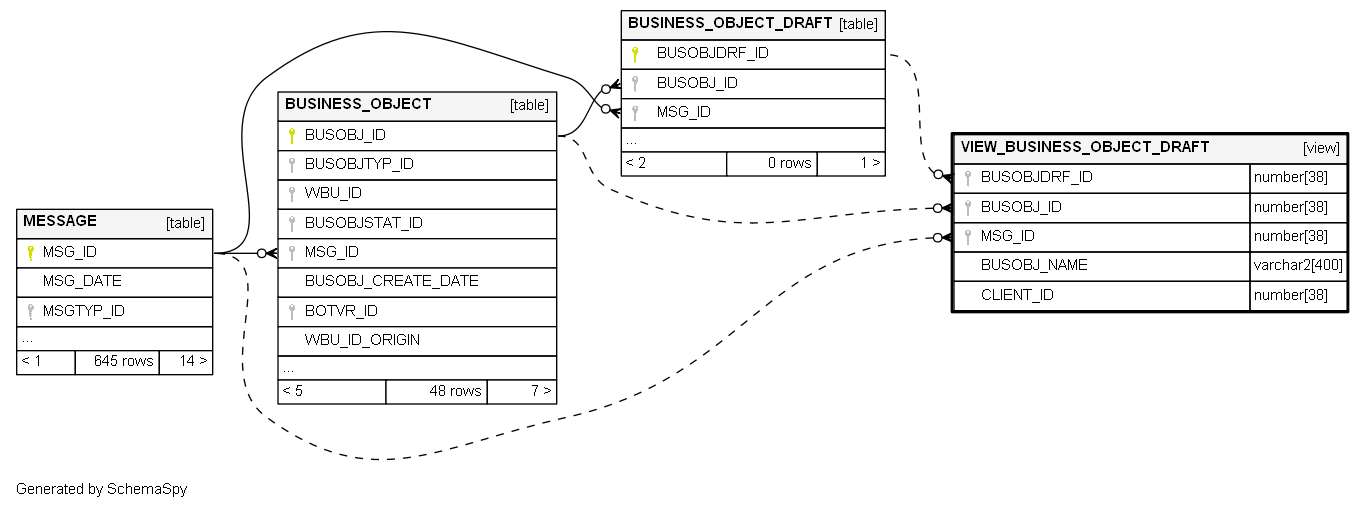 BUSINESS_OBJECT_DRAFT [table]
BUSOBJDRF_ID
BUSOBJ_ID
MSG_ID
...
< 2 0 rows 1 >
BUSINESS_OBJECT [table]
BUSOBJ_ID
BUSOBJTYP_ID
WBU_ID
BUSOBJSTAT_ID
MSG_ID
BUSOBJ_CREATE_DATE
BOTVR_ID
WBU_ID_ORIGIN
...
< 5 48 rows 7 >
VIEW_BUSINESS_OBJECT_DRAFT [view]
BUSOBJDRF_ID number[38]
BUSOBJ_ID number[38]
MSG_ID number[38]
BUSOBJ_NAME varchar2[400]
CLIENT_ID number[38]
MESSAGE [table]
MSG_ID
MSG_DATE
MSGTYP_ID
...
< 1 645 rows 14 >
Generated by SchemaSpy